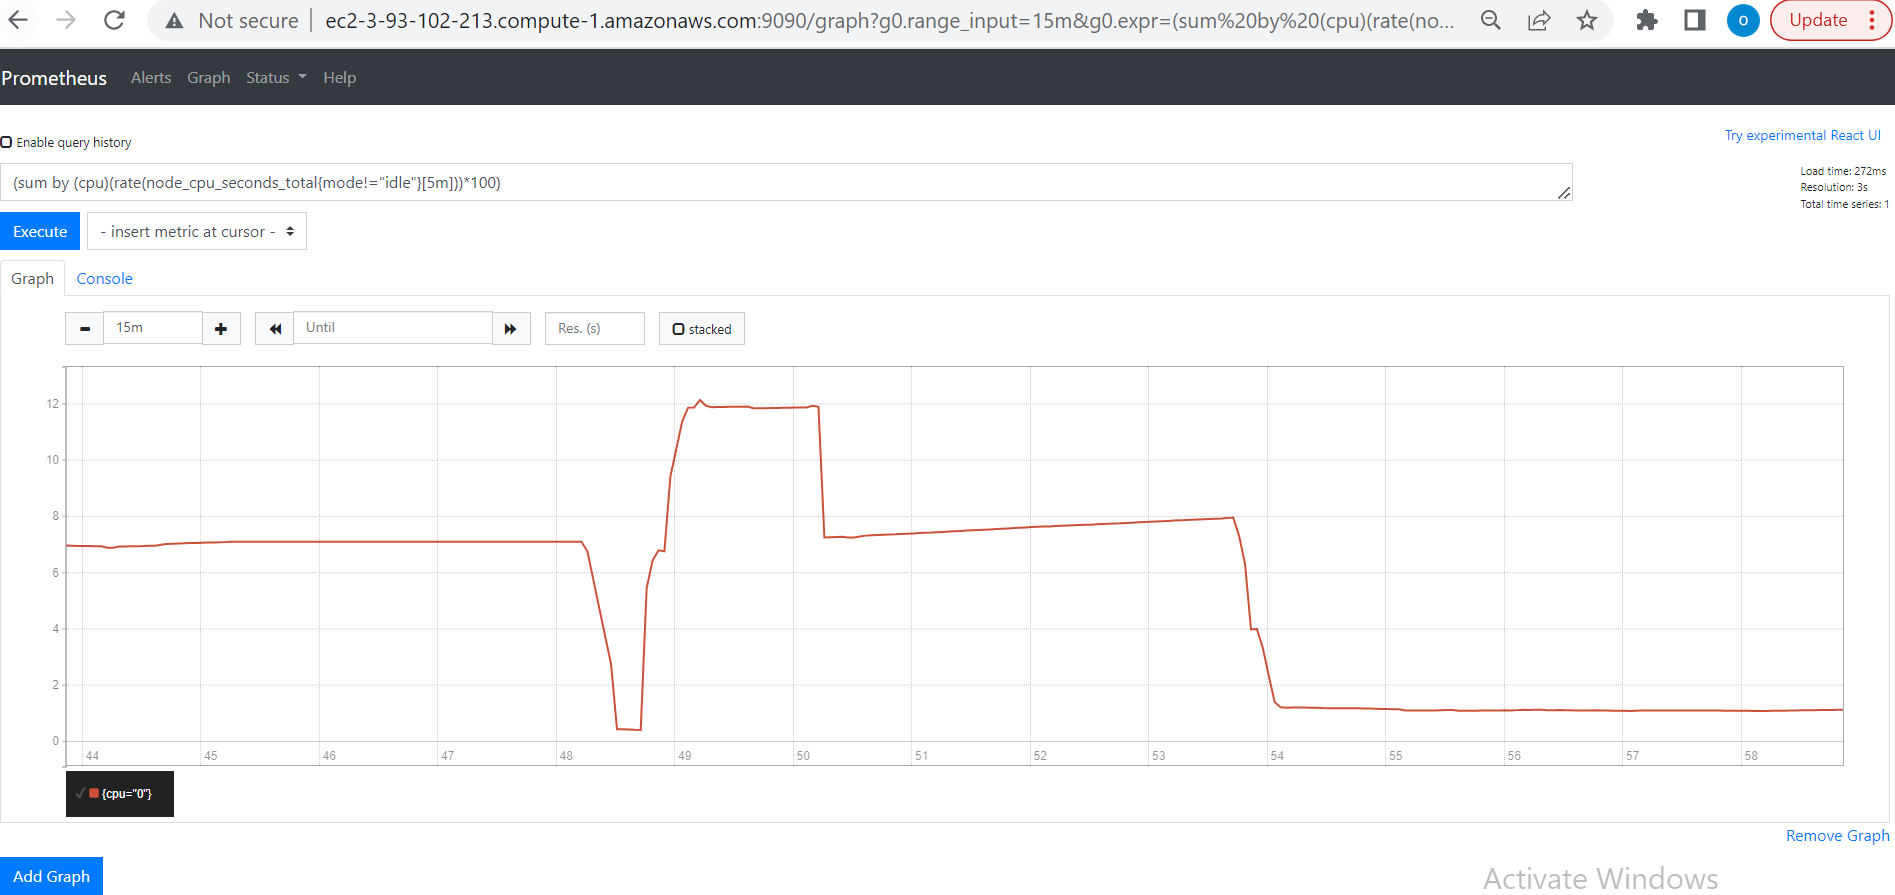 Not secure | ec2-3-93-102-213.compute-1.amazonaws.com:9090/graph?g0.range_input=15m&g0.expr=(sum%20by%20(cpu)(rate(no... o Update
Prometheus Alerts Graph Status Help
Enable query history
Try experimental React UI
(sum by (cpu)(rate(node_cpu_seconds_total{mode!="idle"}[5m]))*100)
Load time: 272ms
Resolution: 3s
Total time series: 1
Execute - insert metric at cursor -
Graph Console
15m Until Res. (s) stacked
12
10
8
6
4
2
0
44 45 46 47 48 49 50 51 52 53 54 55 56 57 58
{cpu="0"}
Remove Graph
Add Graph
Activate Windows